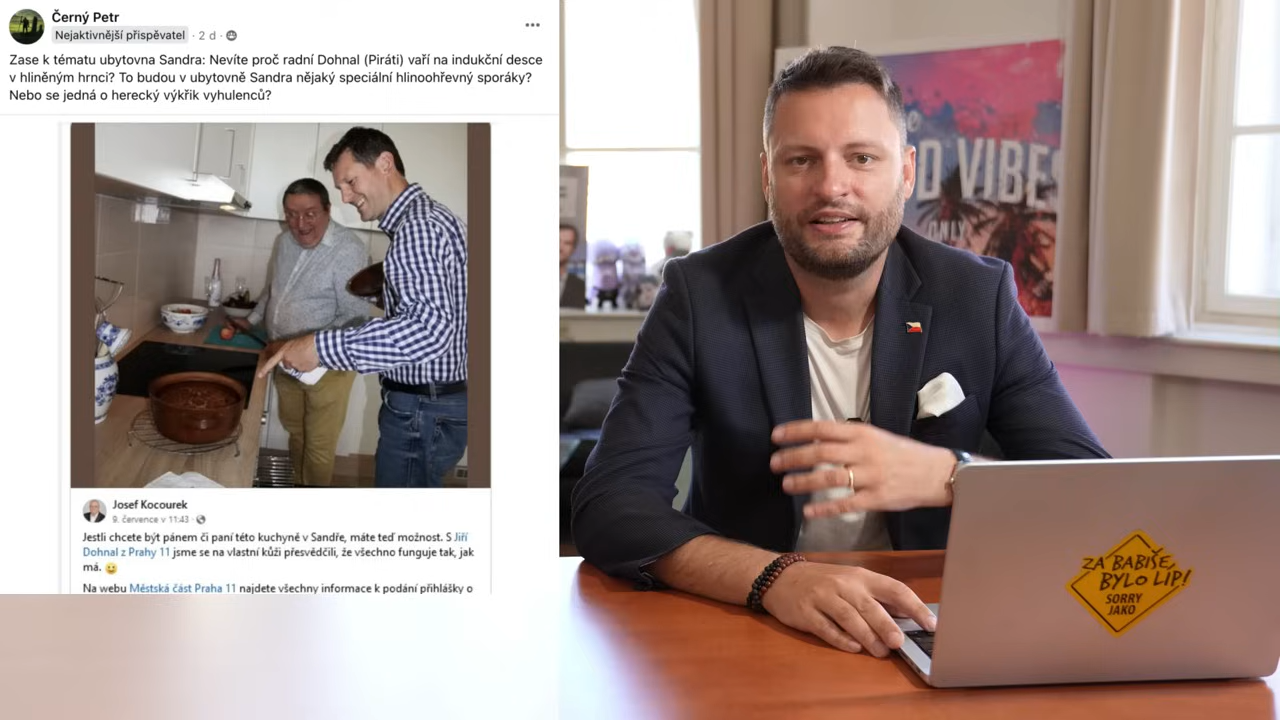 Černý Petr
Nejaktivnější přispěvatel · 2 d ·
Zase k tématu ubytovna Sandra: Nevíte proč radní Dohnal (Piráti) vaří na indukční desce
v hliněným hrnci? To budou v ubytovně Sandra nějaký speciální hlinoohřevný sporáky?
Nebo se jedná o herecký výkřik vyhulenců?
Josef Kocourek
9. července v 11:43 ·
Jestli chcete být pánem či paní této kuchyně v Sandře, máte teď možnost. S Jiří
Dohnal z Prahy 11 jsme se na vlastní kůži přesvědčili, že všechno funguje tak, jak
má.
Na webu Městská část Praha 11 najdete všechny informace k podání přihlášky o
D VIBES
ONLY
ZA BABIŠE,
BYLO LÍP!
SORRY
JAKO